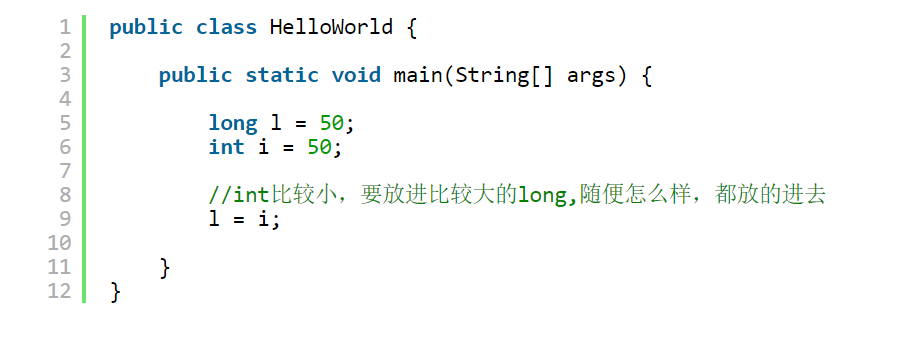 1 public class HelloWorld {
2
3     public static void main(String[] args) {
4
5         long l = 50;
6         int i = 50;
7
8         //int比较小，要放进比较大的long,随便怎么样，都放的进去
9         l = i;
10
11     }
12 }